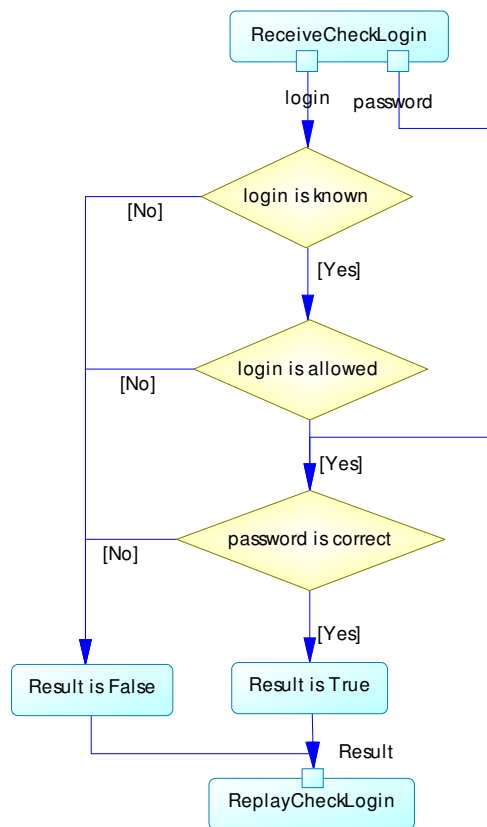 ReceiveCheckLogin
login
password
login is known
[No]
[Yes]
login is allowed
[No]
[Yes]
password is correct
[No]
[Yes]
Result is False
Result is True
Result
ReplayCheckLogin